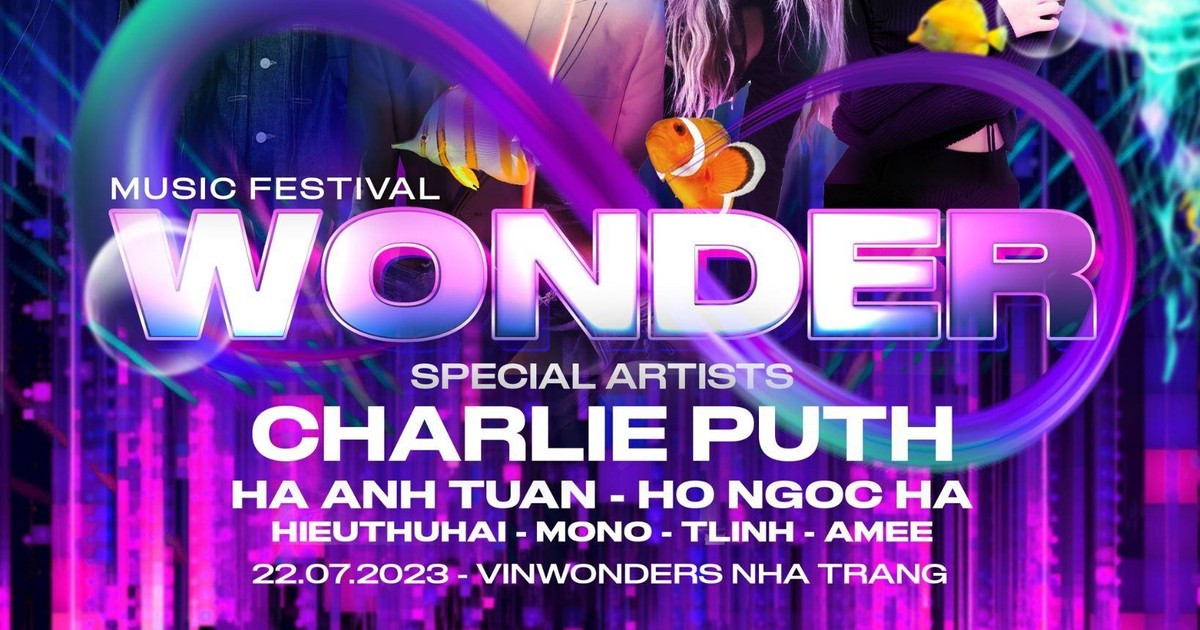 MUSIC FESTIVAL
WONDER
SPECIAL ARTISTS
CHARLIE PUTH
HA ANH TUAN - HO NGOC HA
HIEUTHUHAI - MONO - TLINH - AMEE
22.07.2023 - VINWONDERS NHA TRANG